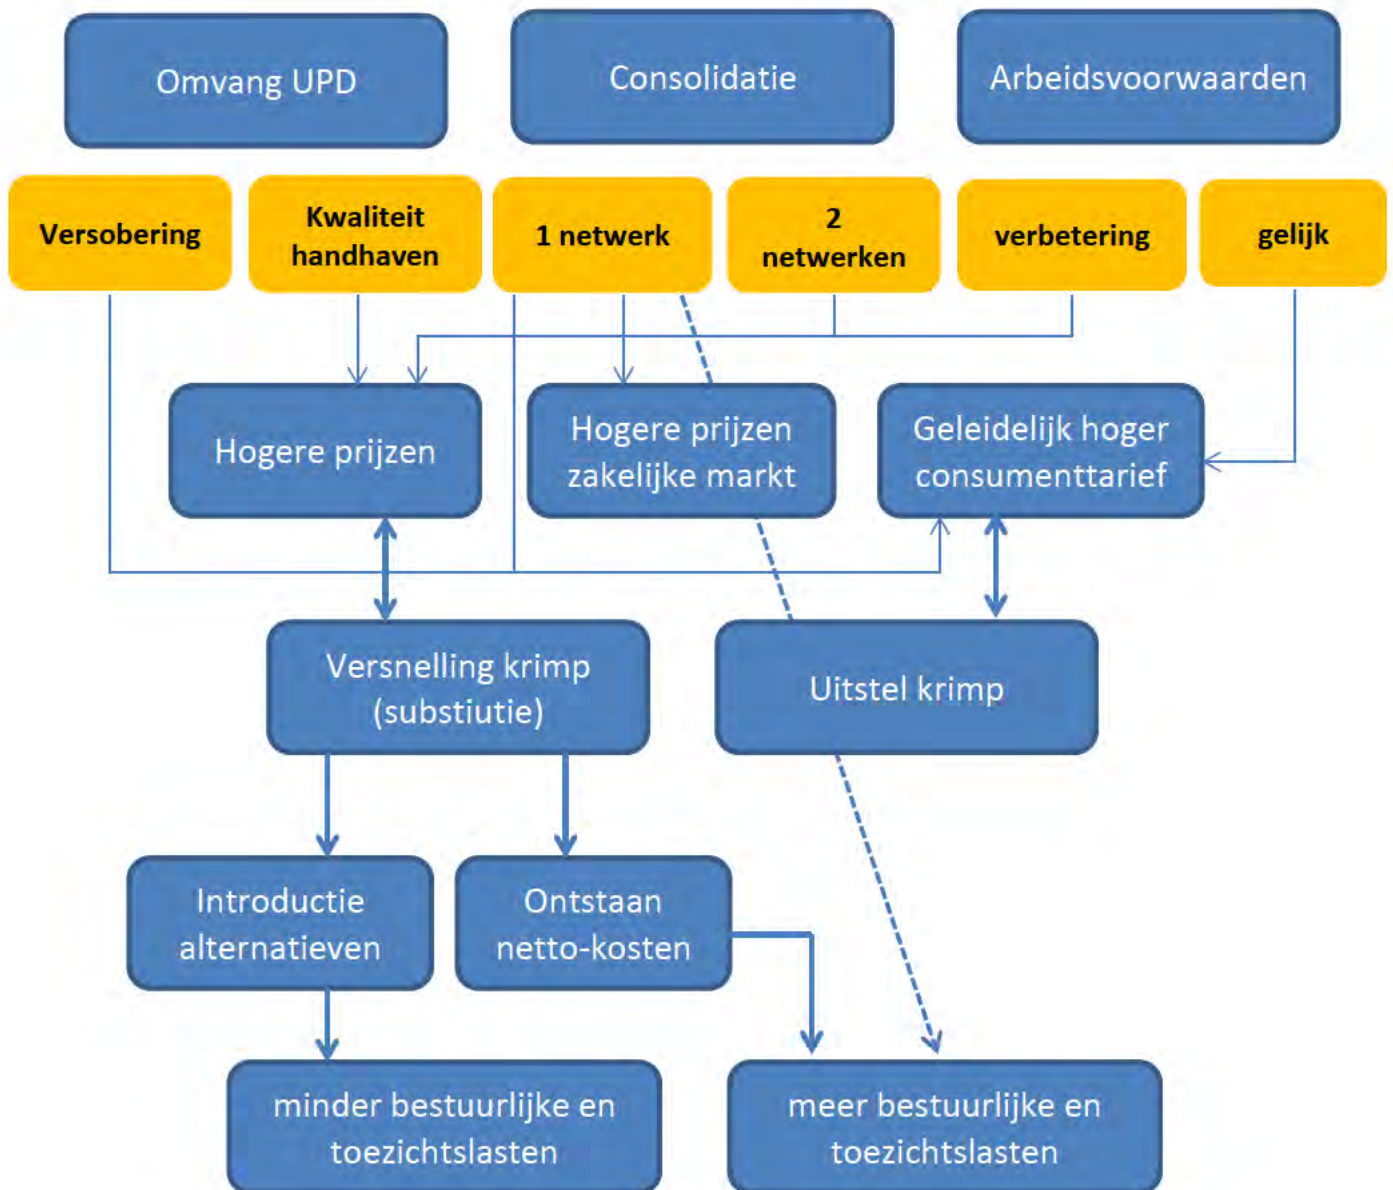 Omvang UPD
Consolidatie
Arbeidsvoorwaarden
Versobering
Kwaliteit
handhaven
1 netwerk
2
netwerken
verbetering
gelijk
Hogere prijzen
Hogere prijzen
zakelijke markt
Geleidelijk hoger
consumenttarief
Versnelling krimp
(substiutie)
Uitstel krimp
Introductie
alternatieven
Ontstaan
netto-kosten
minder bestuurlijke en
toezichtslasten
meer bestuurlijke en
toezichtslasten